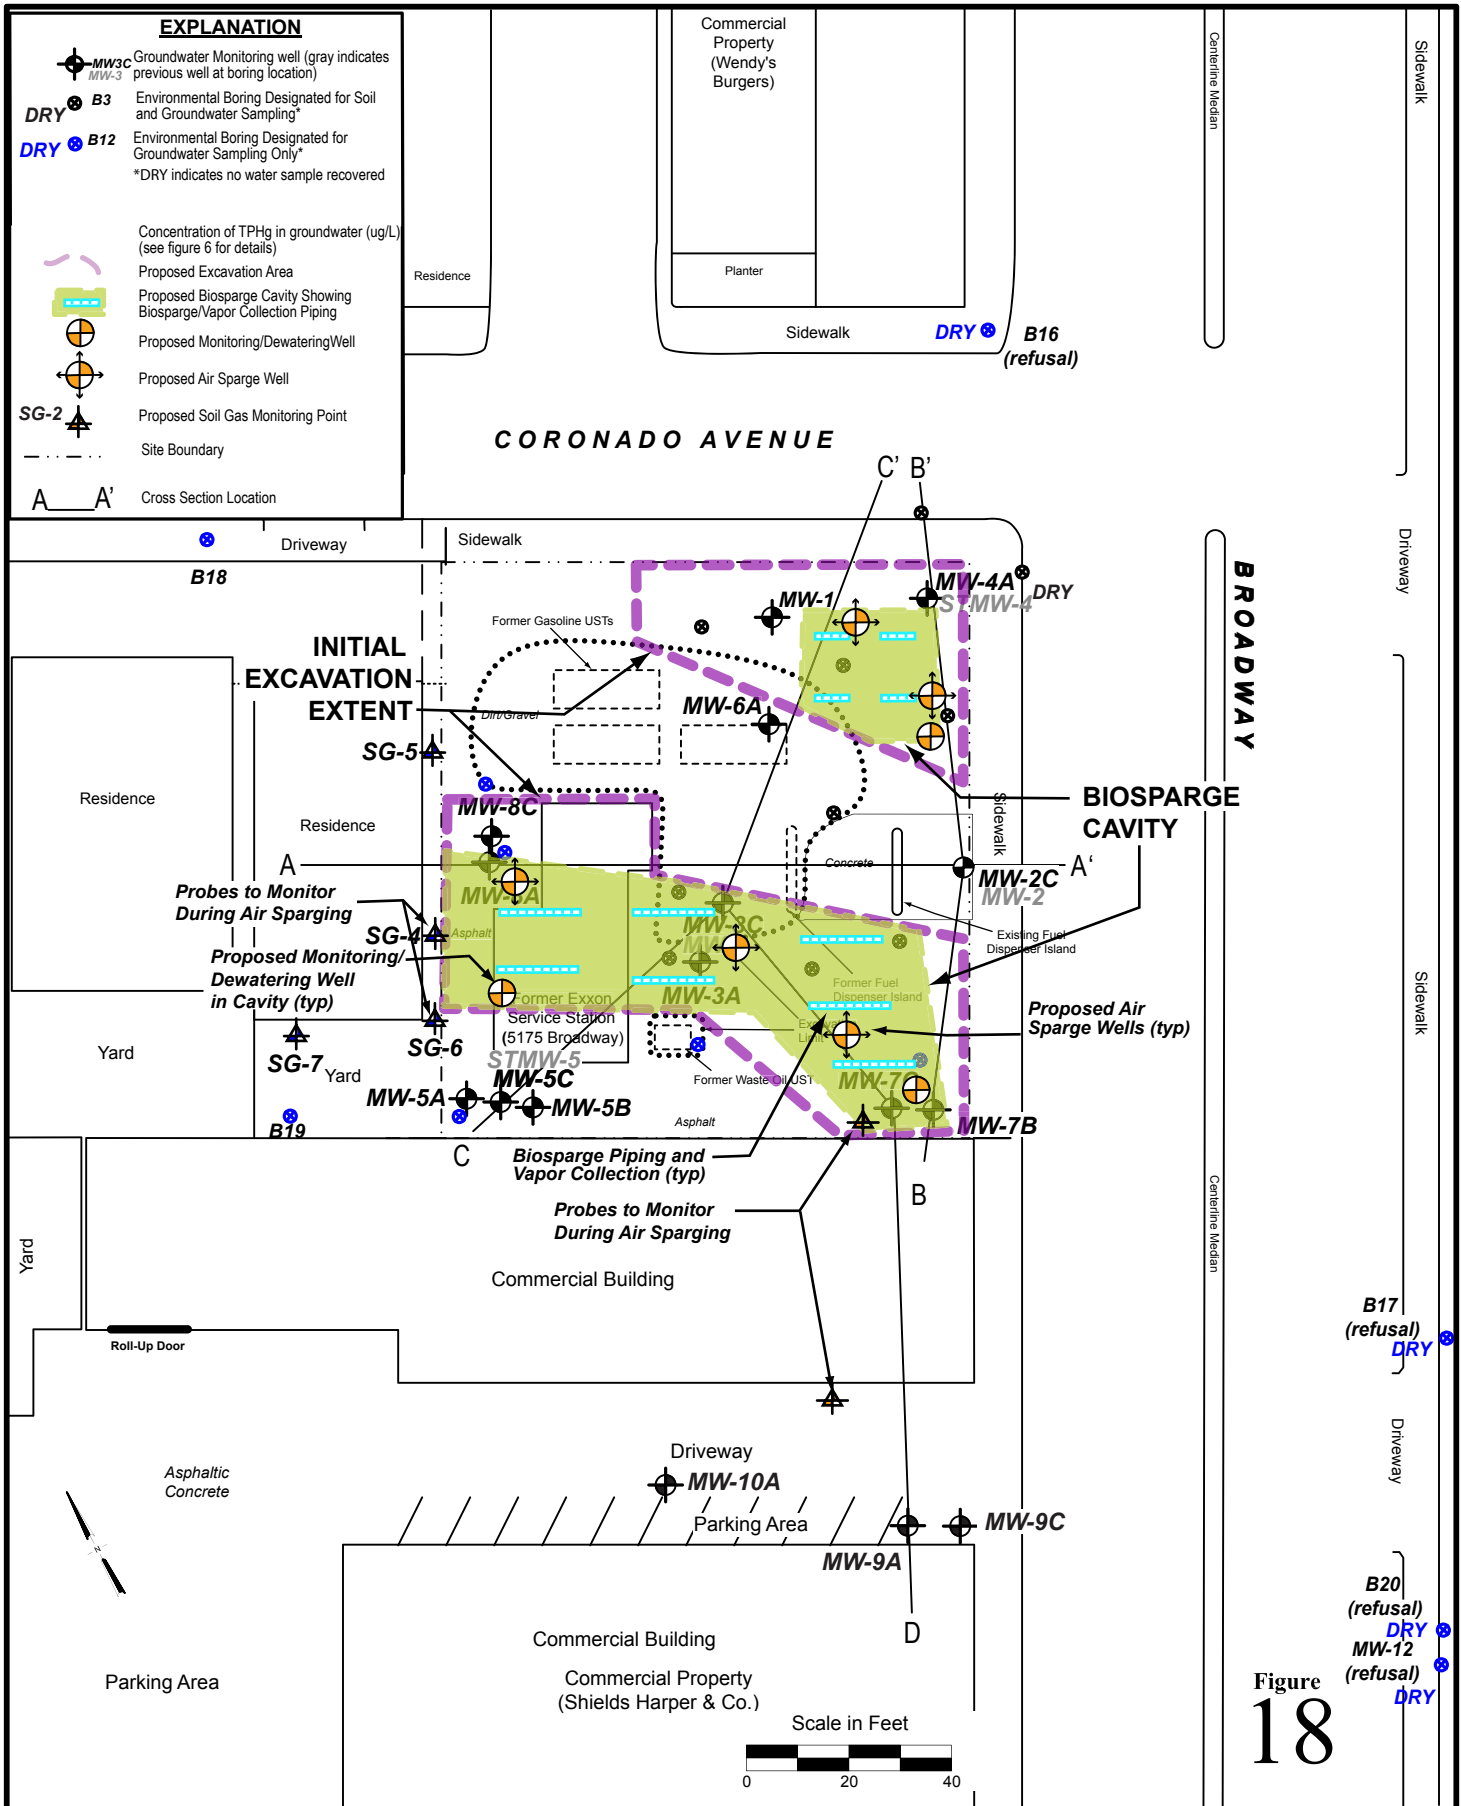 EXPLANATION
MW3C
MW-3
Groundwater Monitoring well (gray indicates
previous well at boring location)
DRY
B3
Environmental Boring Designated for Soil
and Groundwater Sampling*
DRY
B12
Environmental Boring Designated for
Groundwater Sampling Only*
*DRY indicates no water sample recovered
Concentration of TPHg in groundwater (ug/L)
(see figure 6 for details)
Proposed Excavation Area
Proposed Biosparge Cavity Showing
Biosparge/Vapor Collection Piping
Proposed Monitoring/DewateringWell
Proposed Air Sparge Well
SG-2
Proposed Soil Gas Monitoring Point
Site Boundary
A
A'
Cross Section Location
Commercial
Property
(Wendy's
Burgers)
Centerline Median
Sidewalk
Residence
Planter
Sidewalk
DRY
B16
(refusal)
CORONADO AVENUE
C'
B'
Driveway
Sidewalk
B18
Driveway
BROADWAY
MW-4A
STMW-4
DRY
MW-1
Former Gasoline USTs
INITIAL
EXCAVATION
EXTENT
Dirt/Gravel
MW-6A
SG-5
Residence
Residence
MW-8C
BIOSPARGE
CAVITY
Sidewalk
A
A'
Concrete
MW-2C
MW-2
MW-8A
Probes to Monitor
During Air Sparging
SG-4
Asphalt
MW-3C
Existing Fuel
Dispenser Island
Proposed Monitoring/
Dewatering Well
in Cavity (typ)
MW-3A
Former Fuel
Dispenser Island
Former Exxon
Service Station
(5175 Broadway)
Limit
Proposed Air
Sparge Wells (typ)
Sidewalk
Yard
SG-7
Yard
SG-6
STMW-5
MW-5C
MW-5A
MW-5B
Former Waste Oil UST
MW-7C
MW-7B
B19
Asphalt
C
Biosparge Piping and
Vapor Collection (typ)
B
Centerline Median
Probes to Monitor
During Air Sparging
Yard
Commercial Building
Roll-Up Door
B17
(refusal)
DRY
Driveway
Driveway
Asphaltic
Concrete
MW-10A
Parking Area
MW-9C
MW-9A
N
B20
(refusal)
DRY
MW-12
(refusal)
DRY
D
Commercial Building
Commercial Property
(Shields Harper & Co.)
Parking Area
Scale in Feet
0
20
40
Figure
18